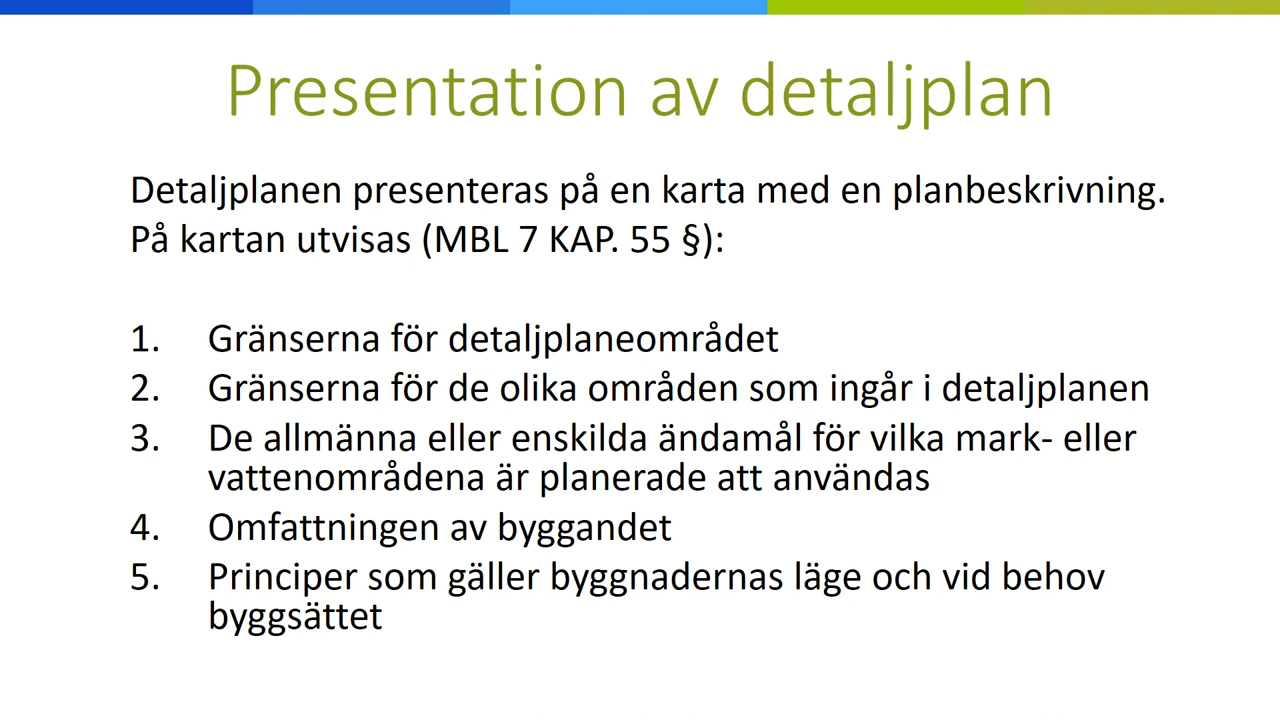 Presentation av detaljplan
Detaljplanen presenteras på en karta med en planbeskrivning.
På kartan utvisas (MBL 7 KAP. 55 §):
1. Gränserna för detaljplaneområdet
2. Gränserna för de olika områden som ingår i detaljplanen
3. De allmänna eller enskilda ändamål för vilka mark- eller
vattenområdena är planerade att användas
4. Omfattningen av byggandet
5. Principer som gäller byggnadernas läge och vid behov
byggsättet